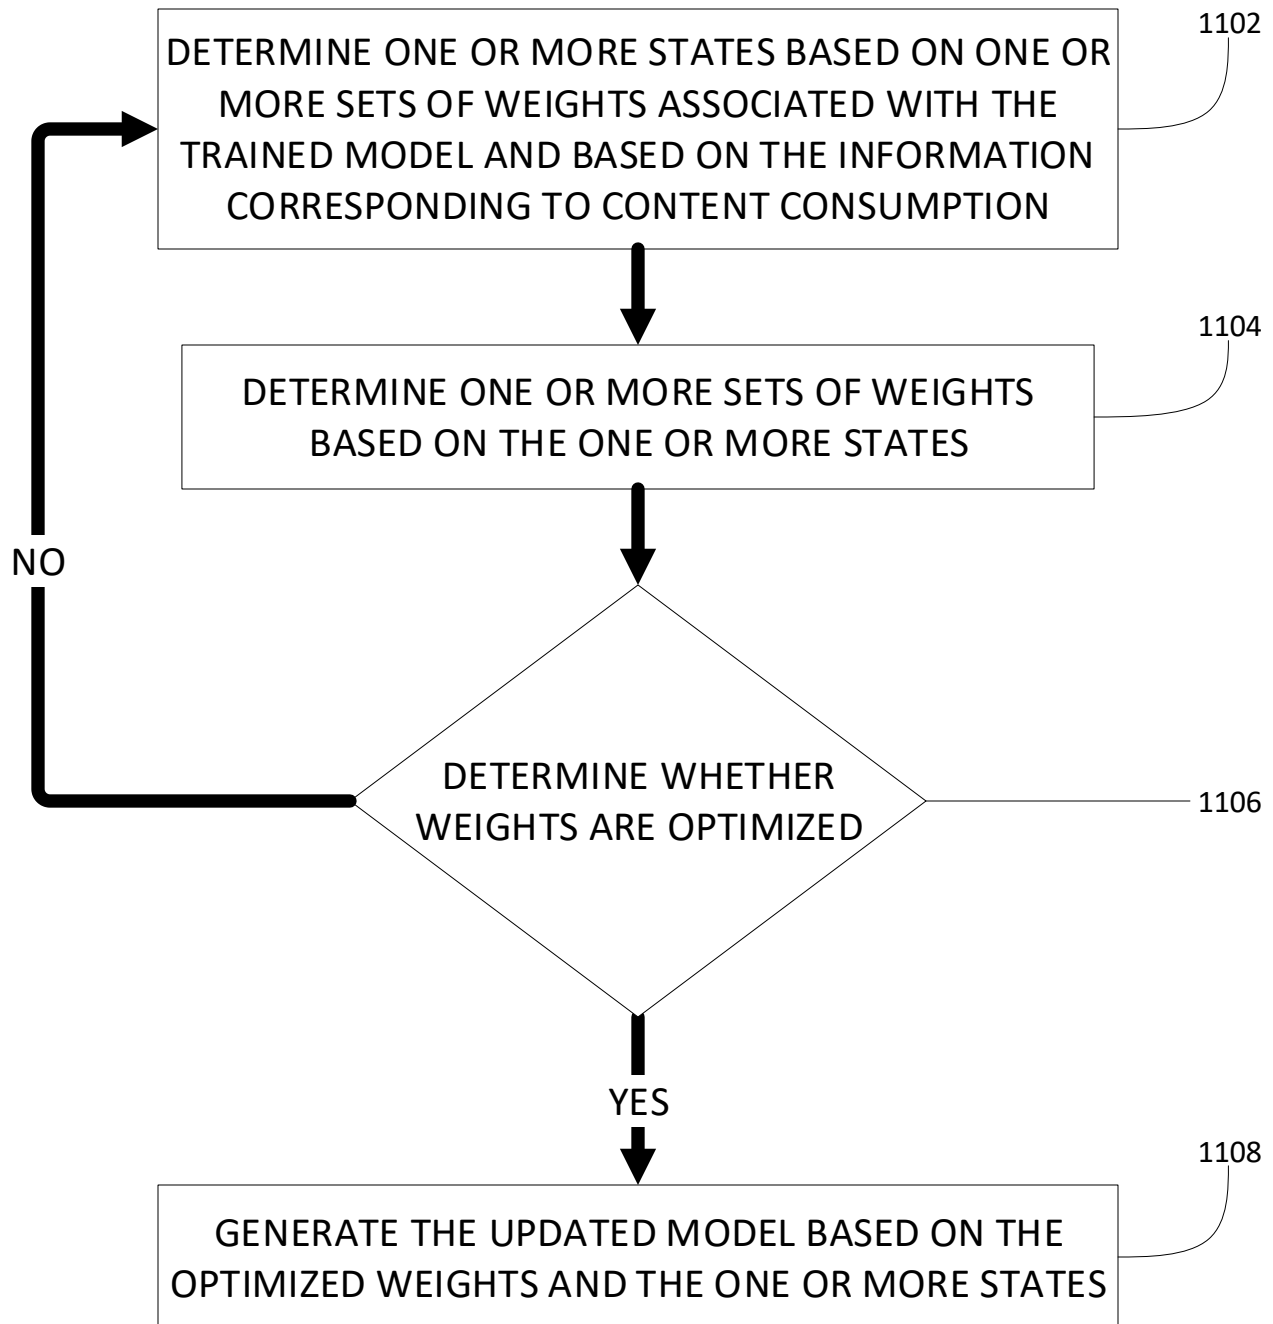 1102
DETERMINE ONE OR MORE STATES BASED ON ONE OR
MORE SETS OF WEIGHTS ASSOCIATED WITH THE
TRAINED MODEL AND BASED ON THE INFORMATION
CORRESPONDING TO CONTENT CONSUMPTION
1104
DETERMINE ONE OR MORE SETS OF WEIGHTS
BASED ON THE ONE OR MORE STATES
NO
DETERMINE WHETHER
WEIGHTS ARE OPTIMIZED
1106
YES
1108
GENERATE THE UPDATED MODEL BASED ON THE
OPTIMIZED WEIGHTS AND THE ONE OR MORE STATES